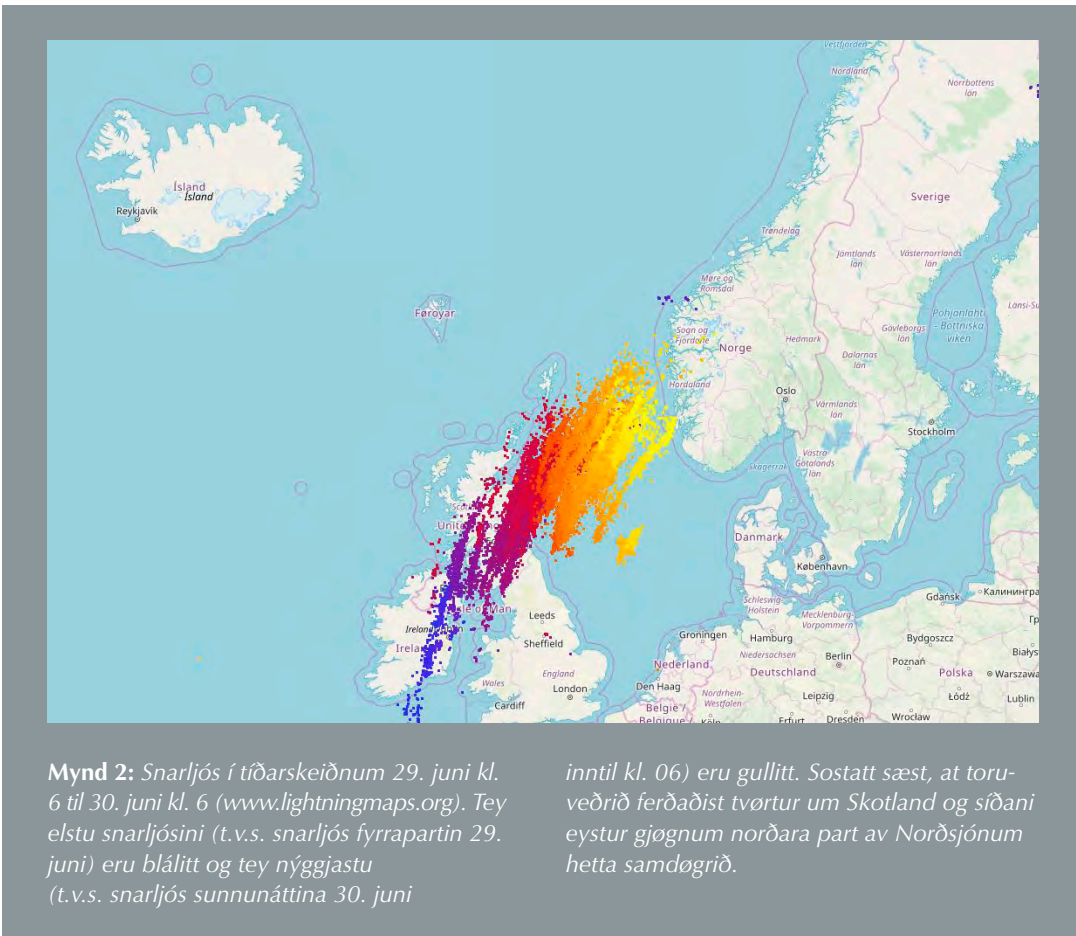 Vestfjorden
Nordland
Norrbottens
län
Ísland
Ísland
Reykjavík
Sverige
Trøndelag
Jämtlands
län
Västernorrlands
län
Møre og
Romsdal
Føroyar
Pohjanlahti
- Bottniska
viken
Sogn og
Fjordane
Norge
Hedmark
Gävleborgs
län
Dalarnas
län
Hordaland
Oslo
Värmlands
län
Stockholm
Västra
Götalands
län
Skagerrak
Danmark
København
Isle of Man
Leeds
Sheffield
Ireland
Wales
England
London
Cardiff
Schleswig-
Holstein
Mecklenburg-
Vorpommern
Gdańsk
Groningen
Hamburg
Bydgoszcz
Niedersachsen
Berlin
Nederland
Deutschland
Poznań
Polska
Warszawa
Den Haag
Nordrhein-
Westfalen
Leipzig
Łódź
Lublin
België /
Belgique
Köln
Erfurt
Dresden
Wrocław
Mynd 2: Snarljós í tíðarskeiðnum 29. juni kl.
6 til 30. juni kl. 6 (www.lightningmaps.org). Tey
elstu snarljósini (t.v.s. snarljós fyrrapartin 29.
juni) eru blálitt og tey nýggjastu
(t.v.s. snarljós sunnunáttina 30. juni
inntil kl. 06) eru gullitt. Sostatt sæst, at toru-
veðrið ferðaðist tvørtur um Skotland og síðani
eystur gjøgnum norðara part av Norðsjónum
hetta samdøgrið.